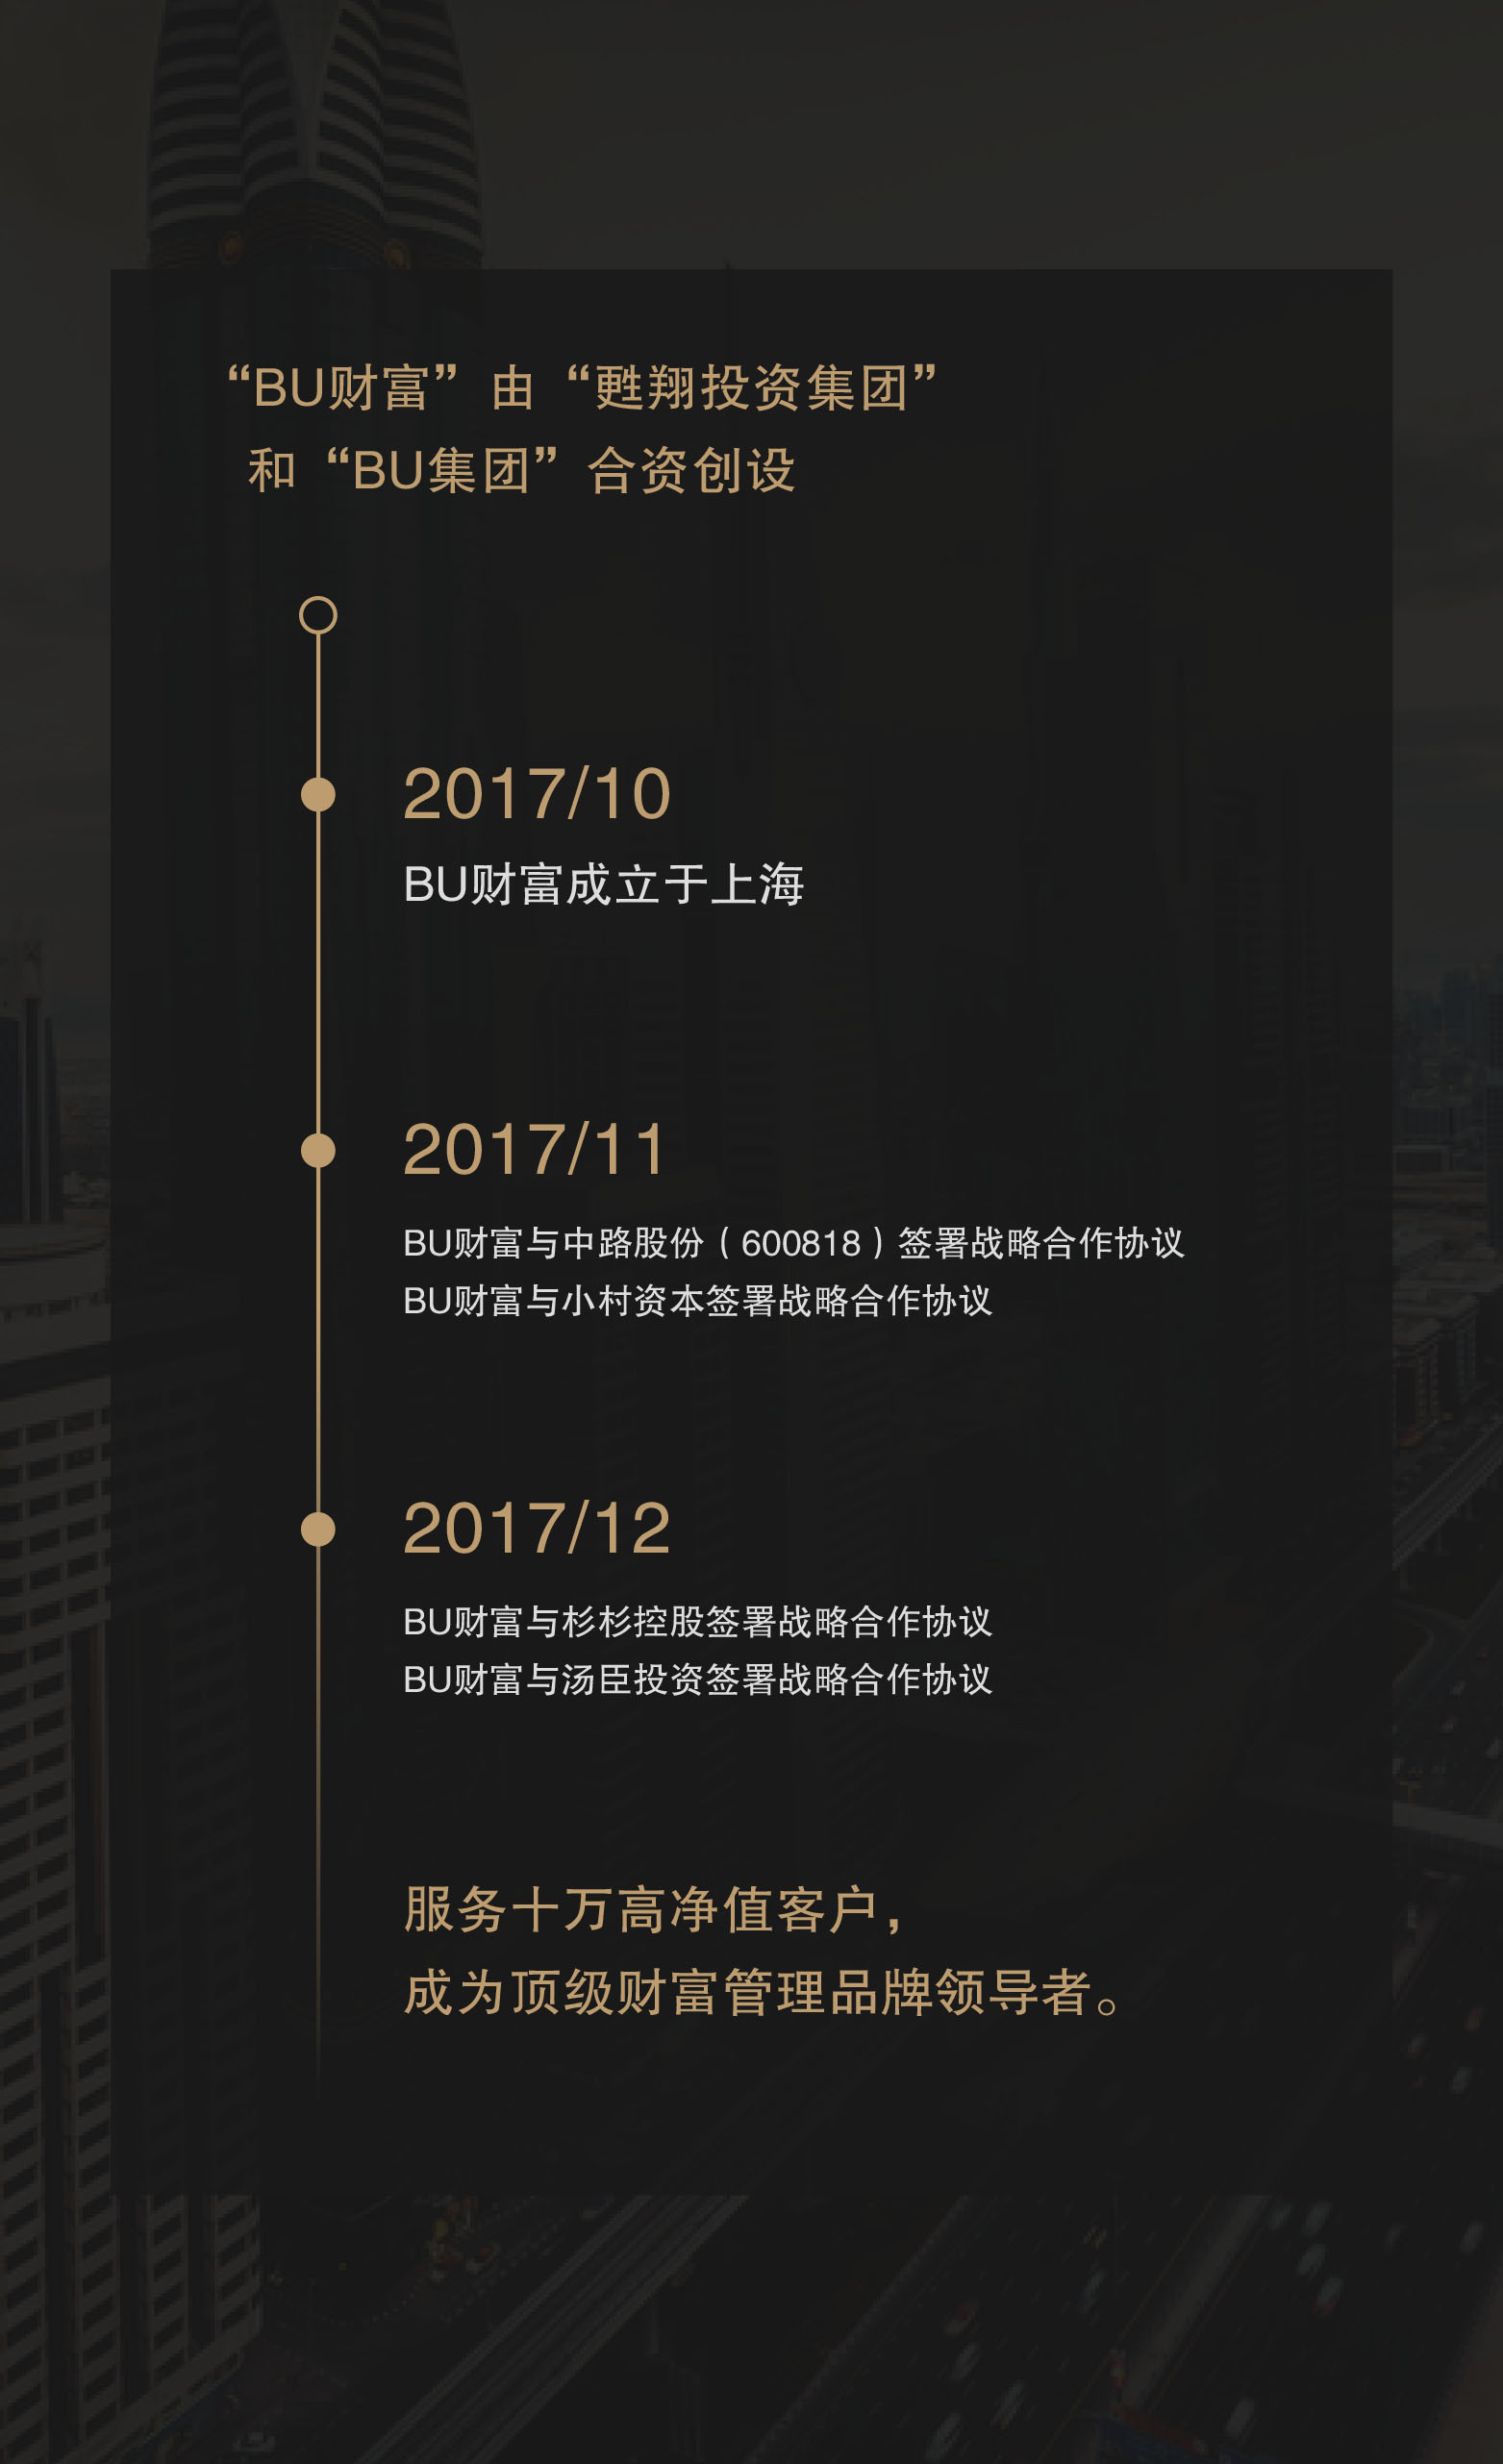 “BU财富”由“甦翔投资集团”
和“BU集团”合资创设
2017/10
BU财富成立于上海
2017/11
BU财富与中路股份（600818）签署战略合作协议
BU财富与小村资本签署战略合作协议
2017/12
BU财富与杉杉控股签署战略合作协议
BU财富与汤臣投资签署战略合作协议
服务十万高净值客户，
成为顶级财富管理品牌领导者。